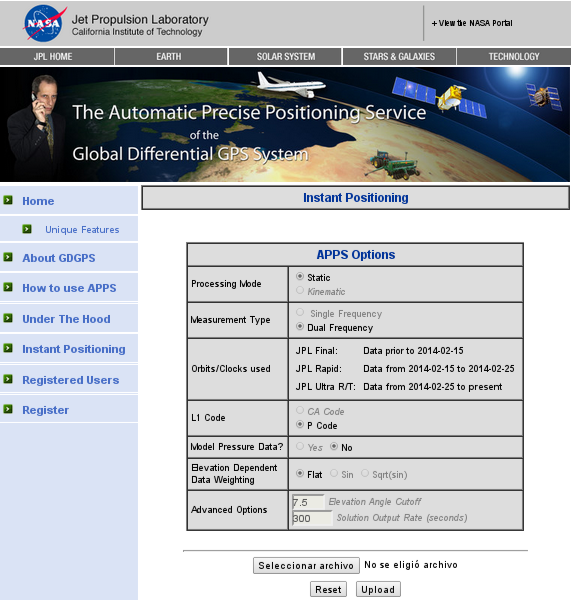 NASA
Jet Propulsion Laboratory
California Institute of Technology
+ View the NASA Portal
JPL HOME
EARTH
SOLAR SYSTEM
STARS & GALAXIES
TECHNOLOGY
The Automatic Precise Positioning Service
of the
Global Differential GPS System
Home
Unique Features
About GDGPS
How to use APPS
Under The Hood
Instant Positioning
Registered Users
Register
Instant Positioning
APPS Options
Processing Mode
Static
Kinematic
Measurement Type
Single Frequency
Dual Frequency
Orbits/Clocks used
JPL Final: Data prior to 2014-02-15
JPL Rapid: Data from 2014-02-15 to 2014-02-25
JPL Ultra R/T: Data from 2014-02-25 to present
L1 Code
CA Code
P Code
Model Pressure Data?
Yes No
Elevation Dependent
Data Weighting
Flat Sin Sqrt(sin)
Advanced Options
7.5 Elevation Angle Cutoff
300 Solution Output Rate (seconds)
Seleccionar archivo No se eligió archivo
Reset Upload